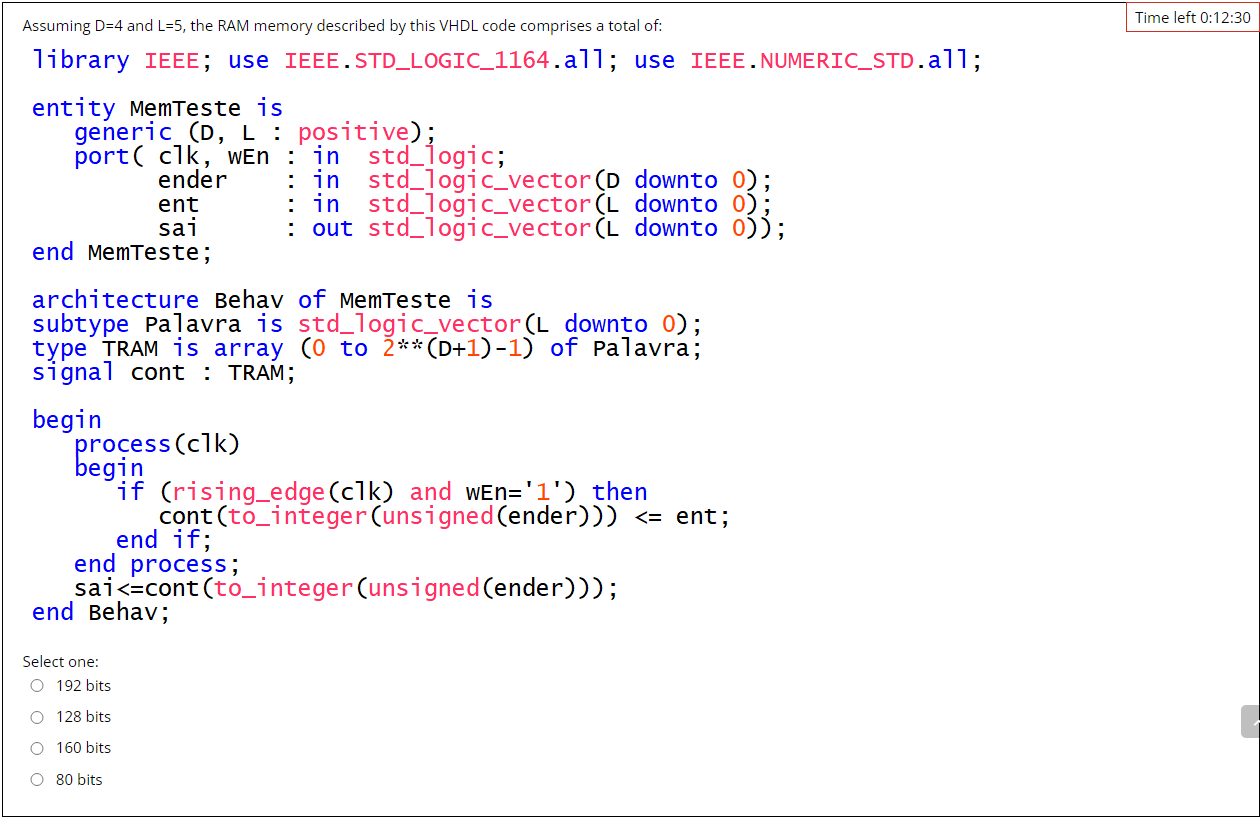 Time left 0:12:30
Assuming D=4 and L=5, the RAM memory described by this VHDL code comprises a total of:
library IEEE; use IEEE.STD_LOGIC_1164.all; use IEEE.NUMERIC_STD.all;
entity MemTeste is
generic (D, L : positive);
port( clk, wEn : in std_logic;
ender : in std_logic_vector(D downto 0);
ent : in std_logic_vector(L downto 0);
sai : out std_logic_vector(L downto 0));
end MemTeste;
architecture Behav of MemTeste is
subtype Palavra is std_logic_vector(L downto 0);
type TRAM is array (0 to 2**(D+1)-1) of Palavra;
signal cont : TRAM;
begin
process(clk)
begin
if (rising_edge(clk) and wEn='1') then
cont(to_integer(unsigned(ender))) <= ent;
end if;
end process;
sai<=cont(to_integer(unsigned(ender)));
end Behav;
Select one:
192 bits
128 bits
160 bits
80 bits